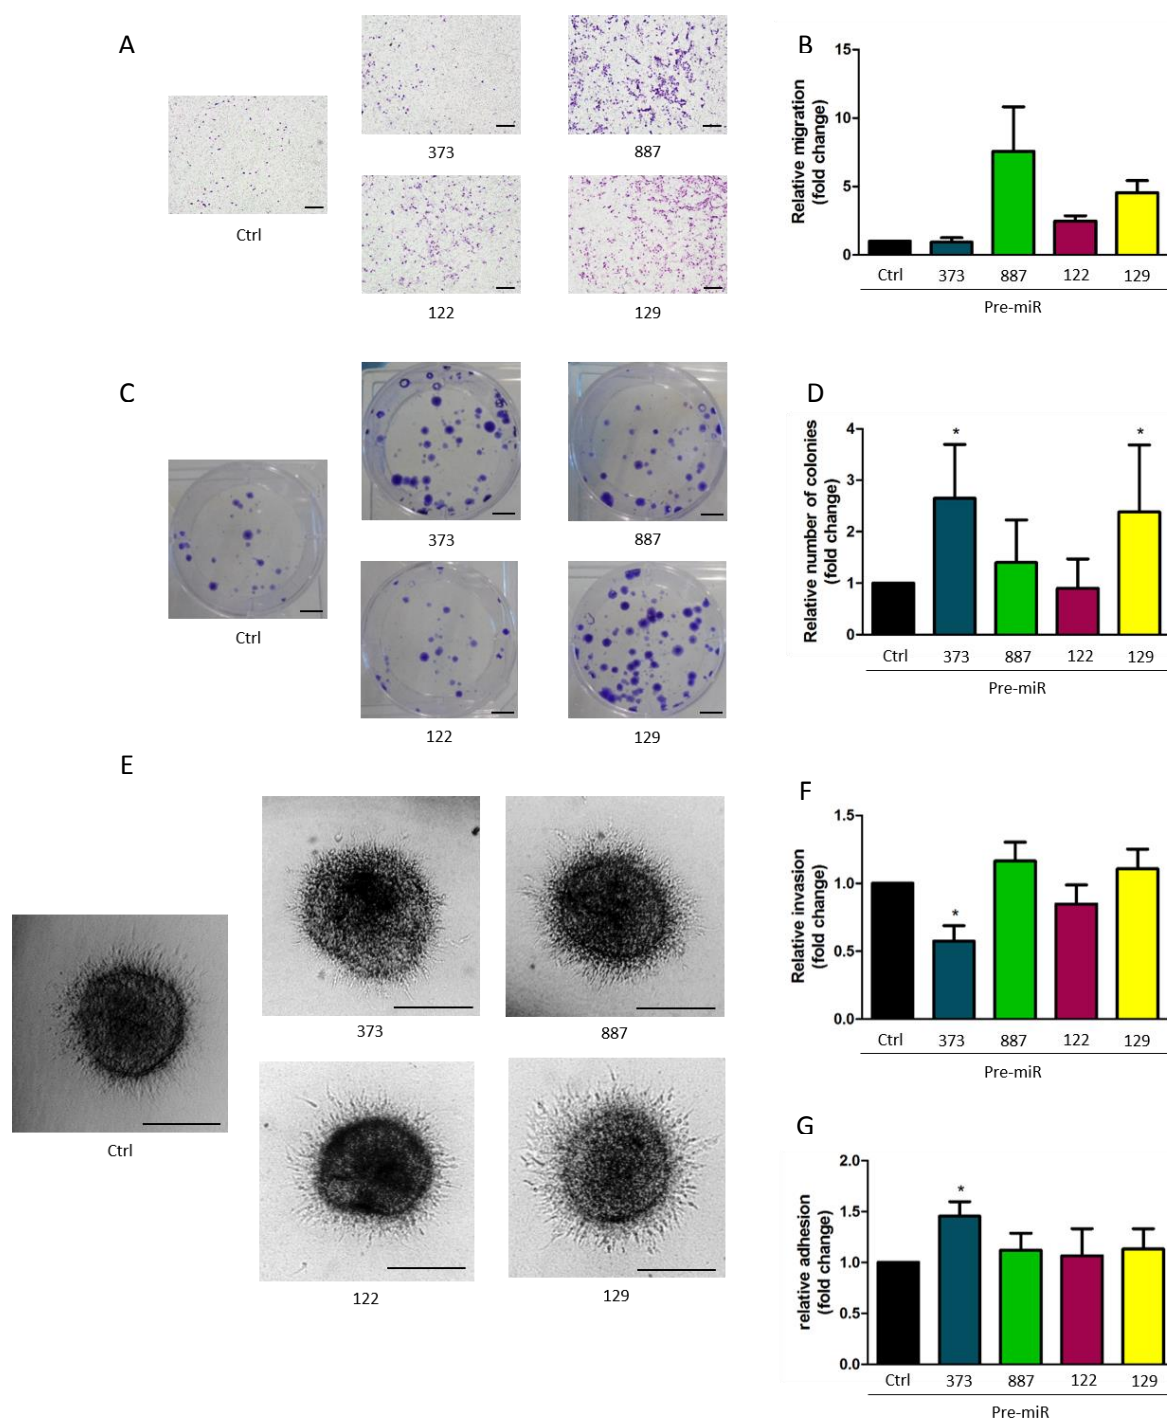 A
373
887
Ctrl
122
129
B
Relative migration
(fold change)
15
10
5
0
Ctrl
373
887
122
129
Pre-miR
C
373
887
Ctrl
122
129
D
Relative number of colonies
(fold change)
4
3
2
1
0
*
*
Ctrl
373
887
122
129
Pre-miR
E
373
887
Ctrl
122
129
F
Relative invasion
(fold change)
1.5
1.0
0.5
0.0
*
Ctrl
373
887
122
129
Pre-miR
G
relative adhesion
(fold change)
2.0
1.5
1.0
0.5
0.0
*
Ctrl
373
887
122
129
Pre-miR